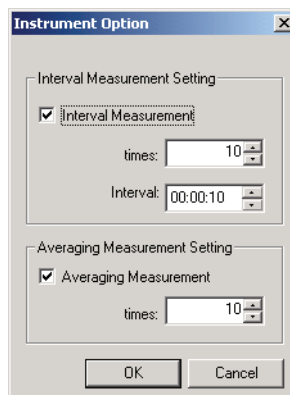 Instrument Option
Interval Measurement Setting
Interval Measurement
times: 10
Interval: 00:00:10
Averaging Measurement Setting
Averaging Measurement
times: 10
OK Cancel